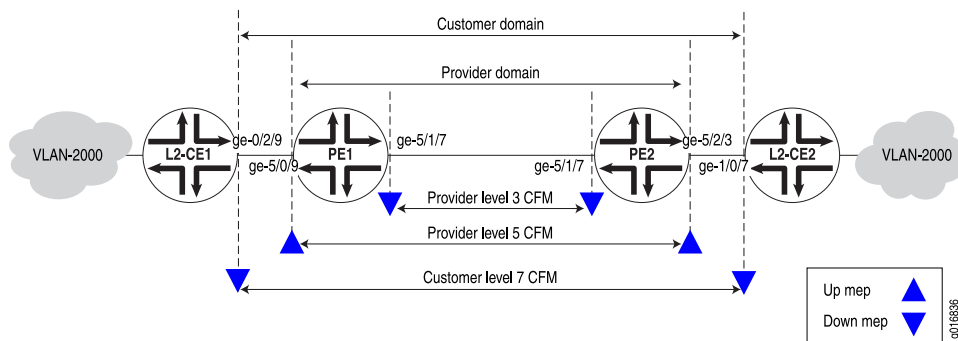 Customer domain
Provider domain
VLAN-2000
L2-CE1
ge-0/2/9
ge-5/0/9
PE1
ge-5/1/7
ge-5/1/7
PE2
ge-5/2/3
ge-1/0/7
L2-CE2
VLAN-2000
Provider level 3 CFM
Provider level 5 CFM
Customer level 7 CFM
Up mep
Down mep
g016836